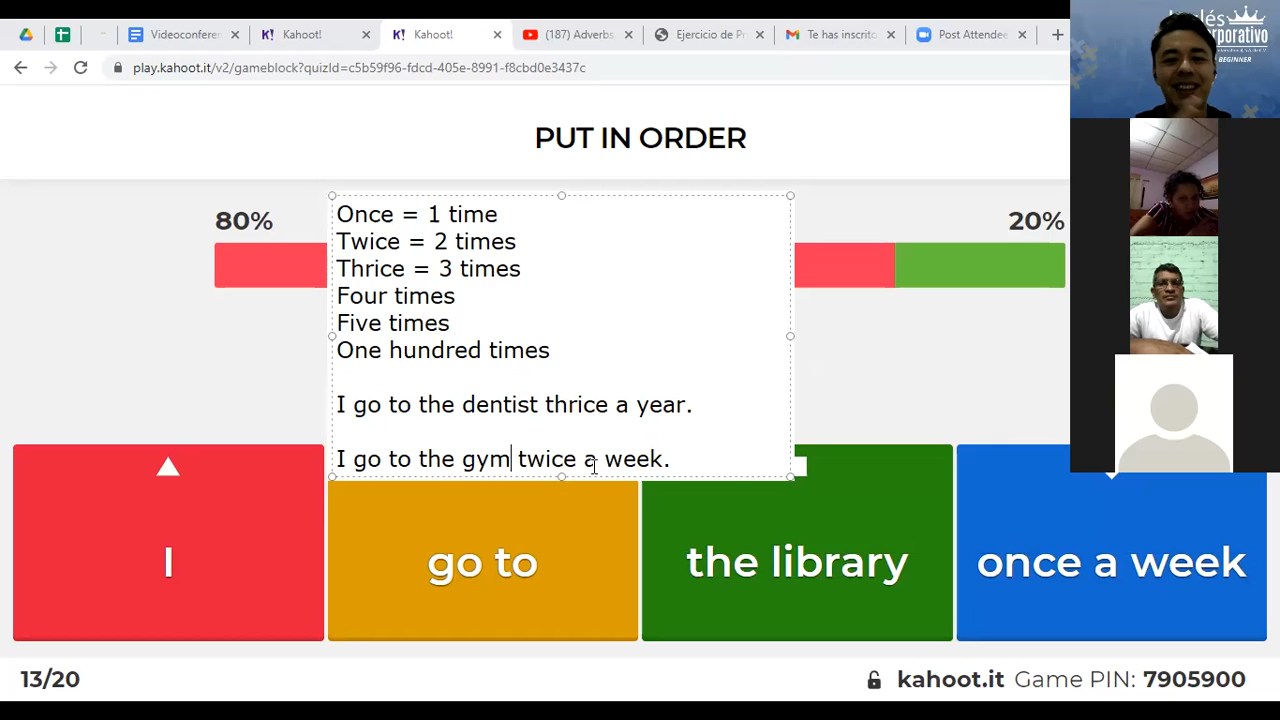 Videoconferen
Kahoot!
Kahoot!
(187) Adverbs
Ejercicio de Pr
Te has inscrito
Post Attendee
play.kahoot.it/v2/gameblock?quizId=c5b59f96-fdcd-405e-8991-f8cbd0e3437c
BEGINNER
PUT IN ORDER
80%
20%
Once = 1 time
Twice = 2 times
Thrice = 3 times
Four times
Five times
One hundred times
I go to the dentist thrice a year.
I go to the gym twice a week.
I
go to
the library
once a week
13/20
kahoot.it Game PIN: 7905900